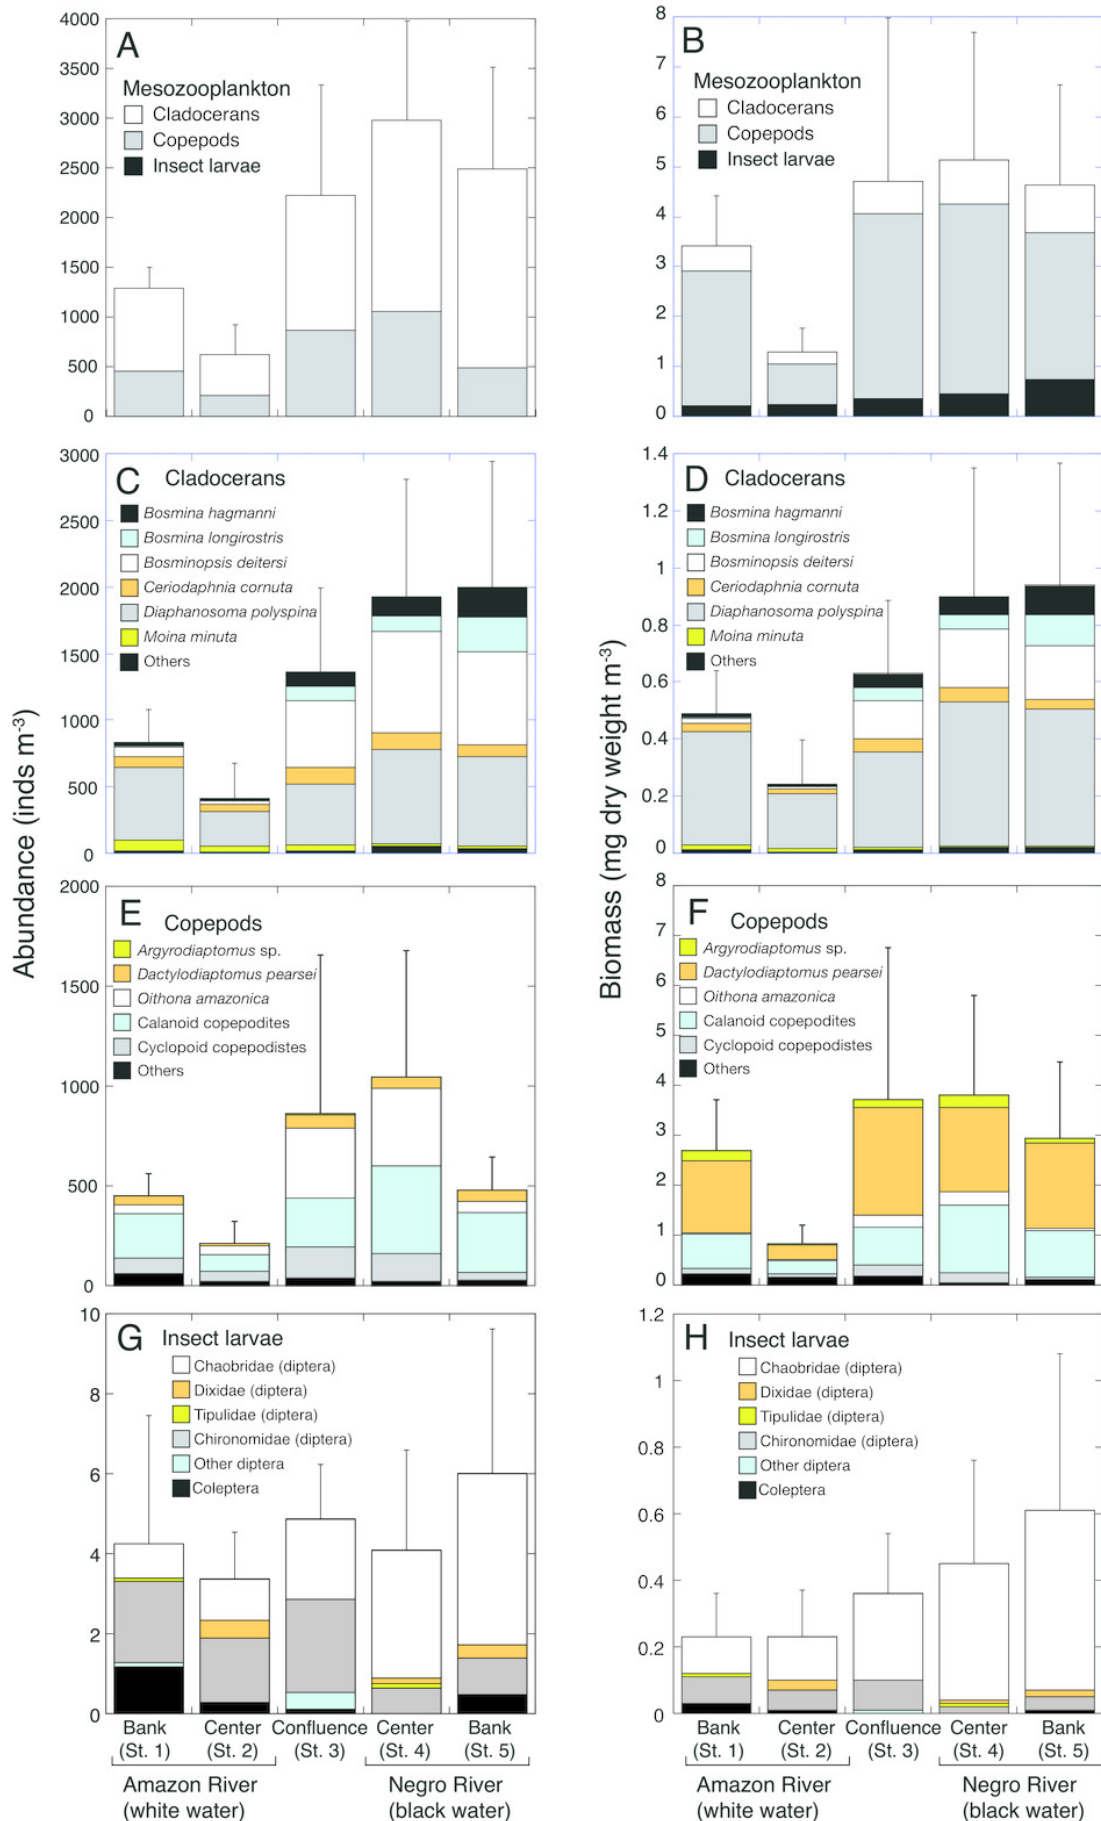 A
Mesozooplankton
Cladocerans
Copepods
Insect larvae
4000
3500
3000
2500
2000
1500
1000
500
0
B
Mesozooplankton
Cladocerans
Copepods
Insect larvae
8
7
6
5
4
3
2
1
0
C Cladocerans
Bosmina hagmanni
Bosmina longirostris
Bosminopsis deitersi
Ceriodaphnia cornuta
Diaphanosoma polyspina
Moina minuta
Others
3000
2500
2000
1500
1000
500
0
D Cladocerans
Bosmina hagmanni
Bosmina longirostris
Bosminopsis deitersi
Ceriodaphnia cornuta
Diaphanosoma polyspina
Moina minuta
Others
1.4
1.2
1
0.8
0.6
0.4
0.2
0
Abundance (inds m-3)
Biomass (mg dry weight m-3)
E Copepods
Argyrodiaptomus sp.
Dactylodiaptomus pearsei
Oithona amazonica
Calanoid copepodites
Cyclopoid copepodistes
Others
2000
1500
1000
500
0
F Copepods
Argyrodiaptomus sp.
Dactylodiaptomus pearsei
Oithona amazonica
Calanoid copepodites
Cyclopoid copepodistes
Others
8
7
6
5
4
3
2
1
0
G Insect larvae
Chaobridae (diptera)
Dixidae (diptera)
Tipulidae (diptera)
Chironomidae (diptera)
Other diptera
Coleptera
10
8
6
4
2
0
H Insect larvae
Chaobridae (diptera)
Dixidae (diptera)
Tipulidae (diptera)
Chironomidae (diptera)
Other diptera
Coleptera
1.2
1
0.8
0.6
0.4
0.2
0
Bank Center Confluence Center Bank
(St. 1) (St. 2) (St. 3) (St. 4) (St. 5)
Amazon River Negro River
(white water) (black water)
Bank Center Confluence Center Bank
(St. 1) (St. 2) (St. 3) (St. 4) (St. 5)
Amazon River Negro River
(white water) (black water)